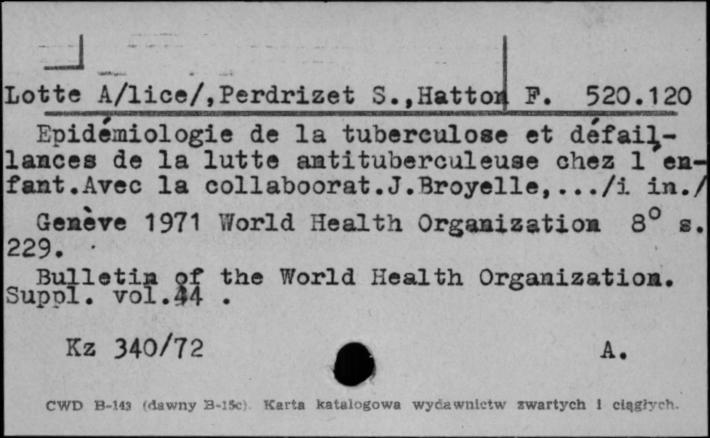 Lotte A/lice/,Perdrizet S.,Hatton F. 520.120
Epidémiologie de la tuberculose et défail-
lances de la lutte antituberculeuse chez l'en-
fant.Avec la collaboorat.J.Broyelle,.../i in./
Genève 1971 World Health Organization 8° s.
229.
Bulletin of the World Health Organization.
Suppl. vol.44 .
Kz 340/72 A.
CWD B-143 (dawny B-15c). Karta katalogowa wydawnictw zwartych i ciągłych.